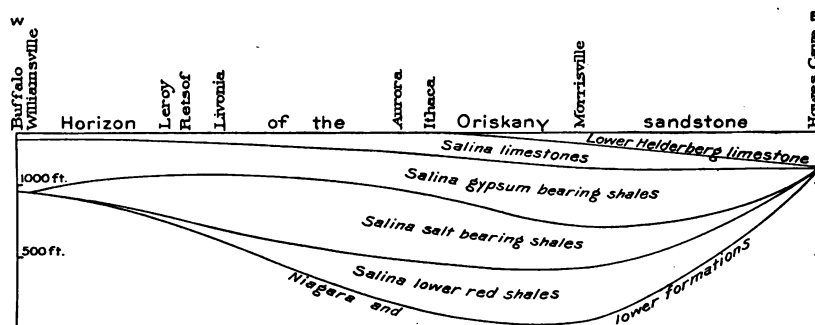 W
Buffalo
Williamsville
Leroy
Retsof
Livonia
Aurora
Ithaca
Morrisville
Howes Cave E
Horizon of the Oriskany sandstone
Lower Helderberg limestone
Salina limestones
Salina gypsum bearing shales
1000 ft.
Salina salt bearing shales
500 ft.
Salina lower red shales
Niagara and lower formations